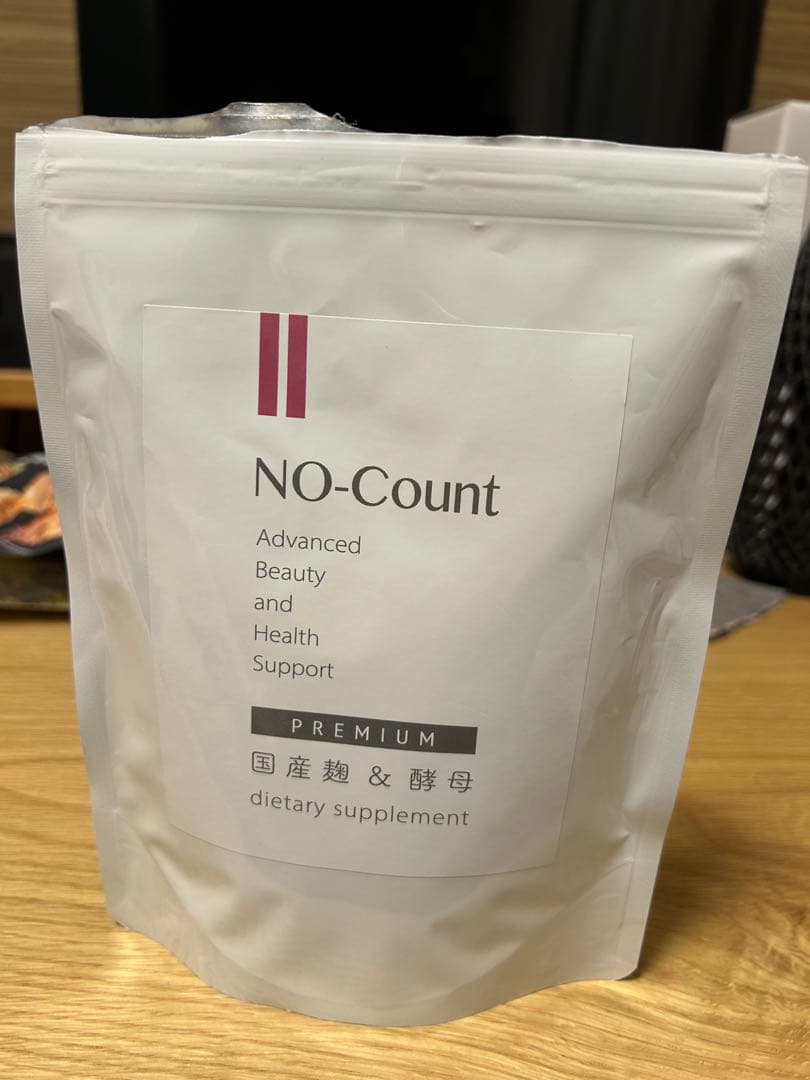 NO-Count
Advanced
Beauty
and
Health
Support
PREMIUM
国産麹 & 酵母
dietary supplement